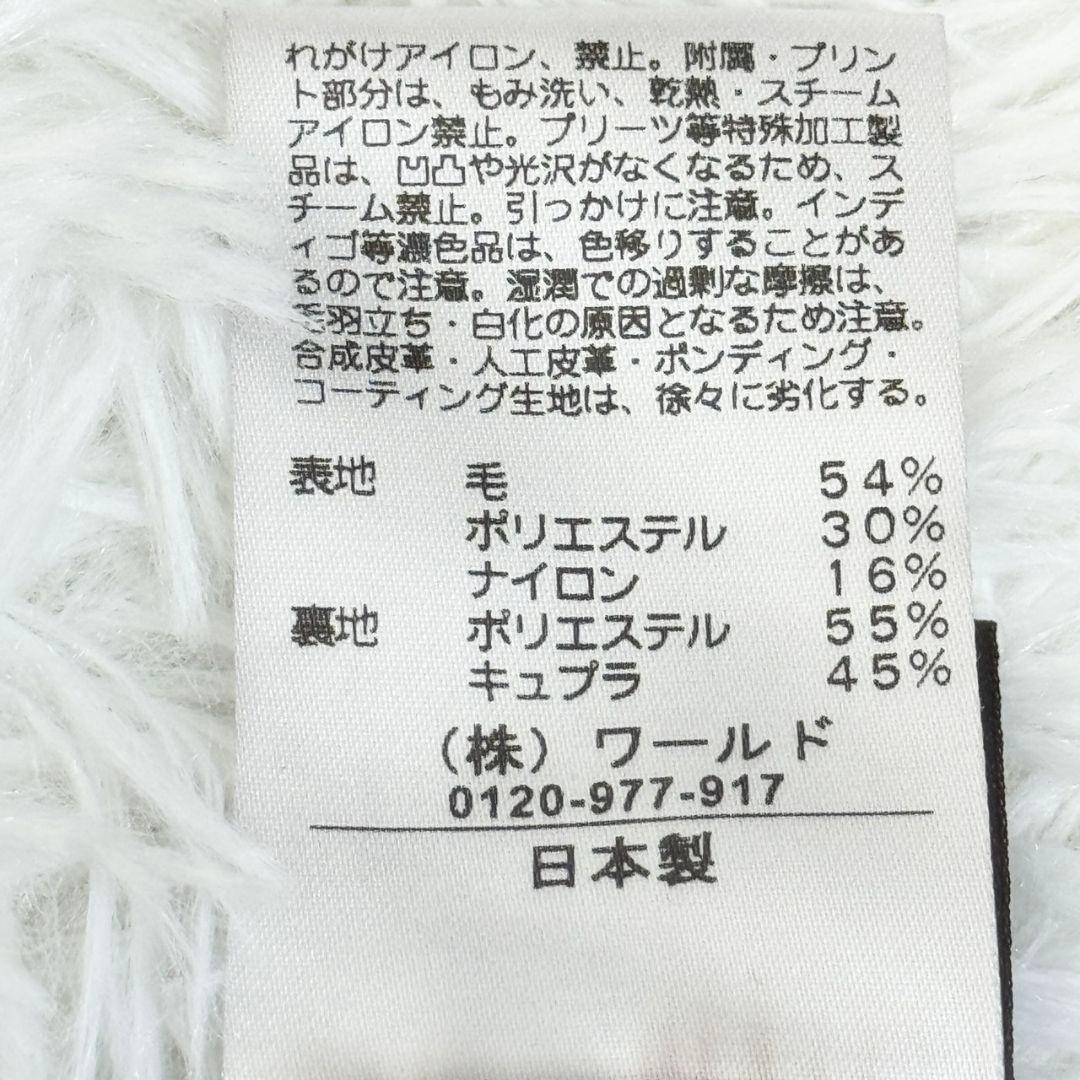 れがけアイロン、禁止。附属・プリン
ト部分は、もみ洗い、乾熱・スチーム
アイロン禁止。プリーツ等特殊加工製
品は、凹凸や光沢がなくなるため、ス
チーム禁止。引っかけに注意。インデ
ィゴ等濃色品は、色移りすることがあ
るので注意。湿潤での過剰な摩擦は、
毛羽立ち・白化の原因となるため注意。
合成皮革・人工皮革・ボンディング・
コーティング生地は、徐々に劣化する。
表地 毛 54%
ポリエステル 30%
ナイロン 16%
裏地 ポリエステル 55%
キュプラ 45%
(株) ワールド
0120-977-917
日本製